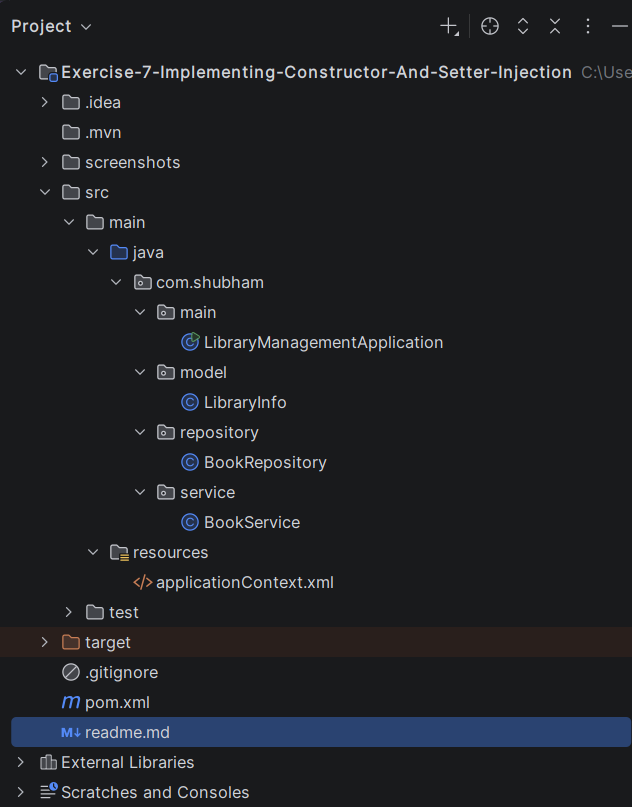 Project
Exercise-7-Implementing-Constructor-And-Setter-Injection C:\Use
.idea
.mvn
screenshots
src
main
java
com.shubham
main
LibraryManagementApplication
model
LibraryInfo
repository
BookRepository
service
BookService
resources
applicationContext.xml
test
target
.gitignore
pom.xml
readme.md
External Libraries
Scratches and Consoles